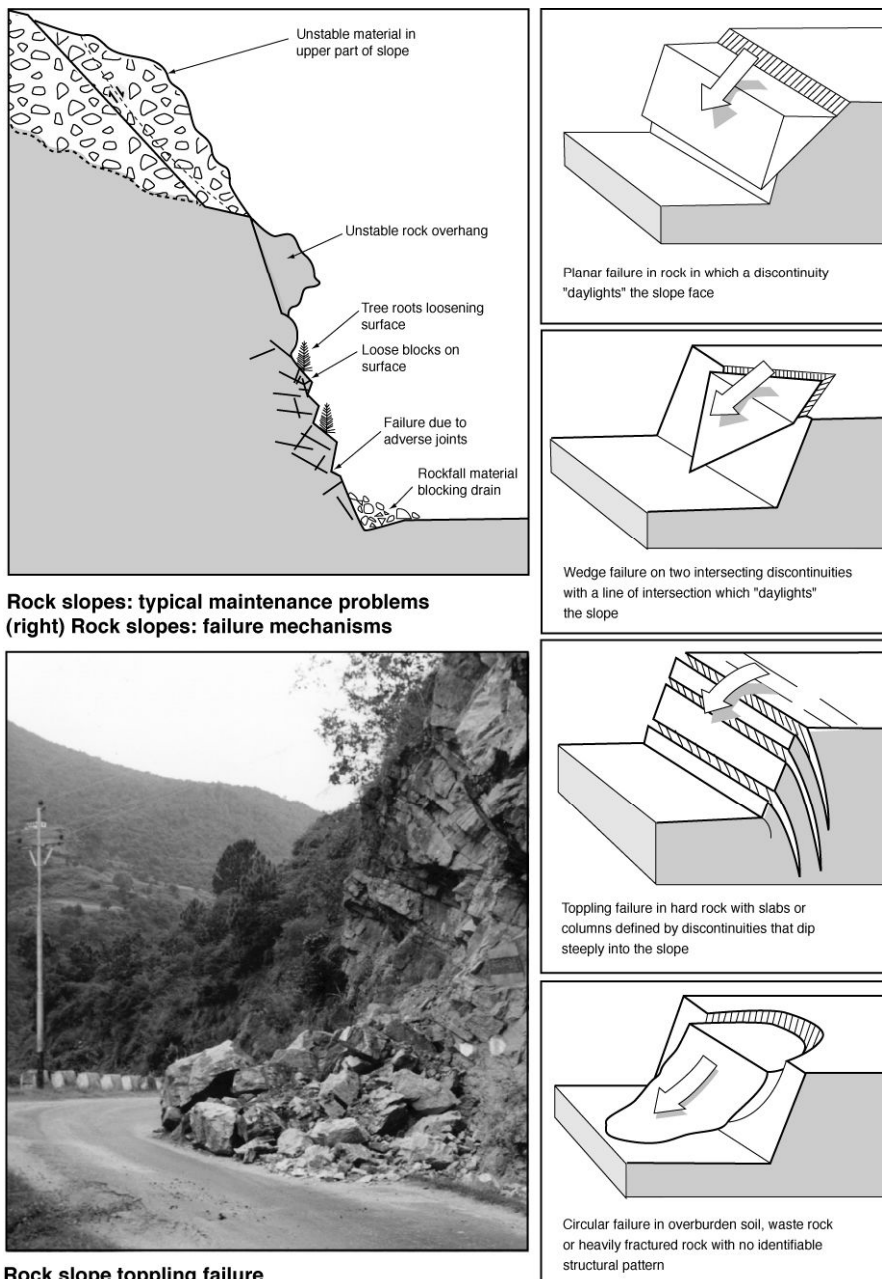 Unstable material in
upper part of slope
Unstable rock overhang
Tree roots loosening
surface
Loose blocks on
surface
Failure due to
adverse joints
Rockfall material
blocking drain
Rock slopes: typical maintenance problems
(right) Rock slopes: failure mechanisms
Rock slope toppling failure
Planar failure in rock in which a discontinuity
"daylights" the slope face
Wedge failure on two intersecting discontinuities
with a line of intersection which "daylights"
the slope
Toppling failure in hard rock with slabs or
columns defined by discontinuities that dip
steeply into the slope
Circular failure in overburden soil, waste rock
or heavily fractured rock with no identifiable
structural pattern